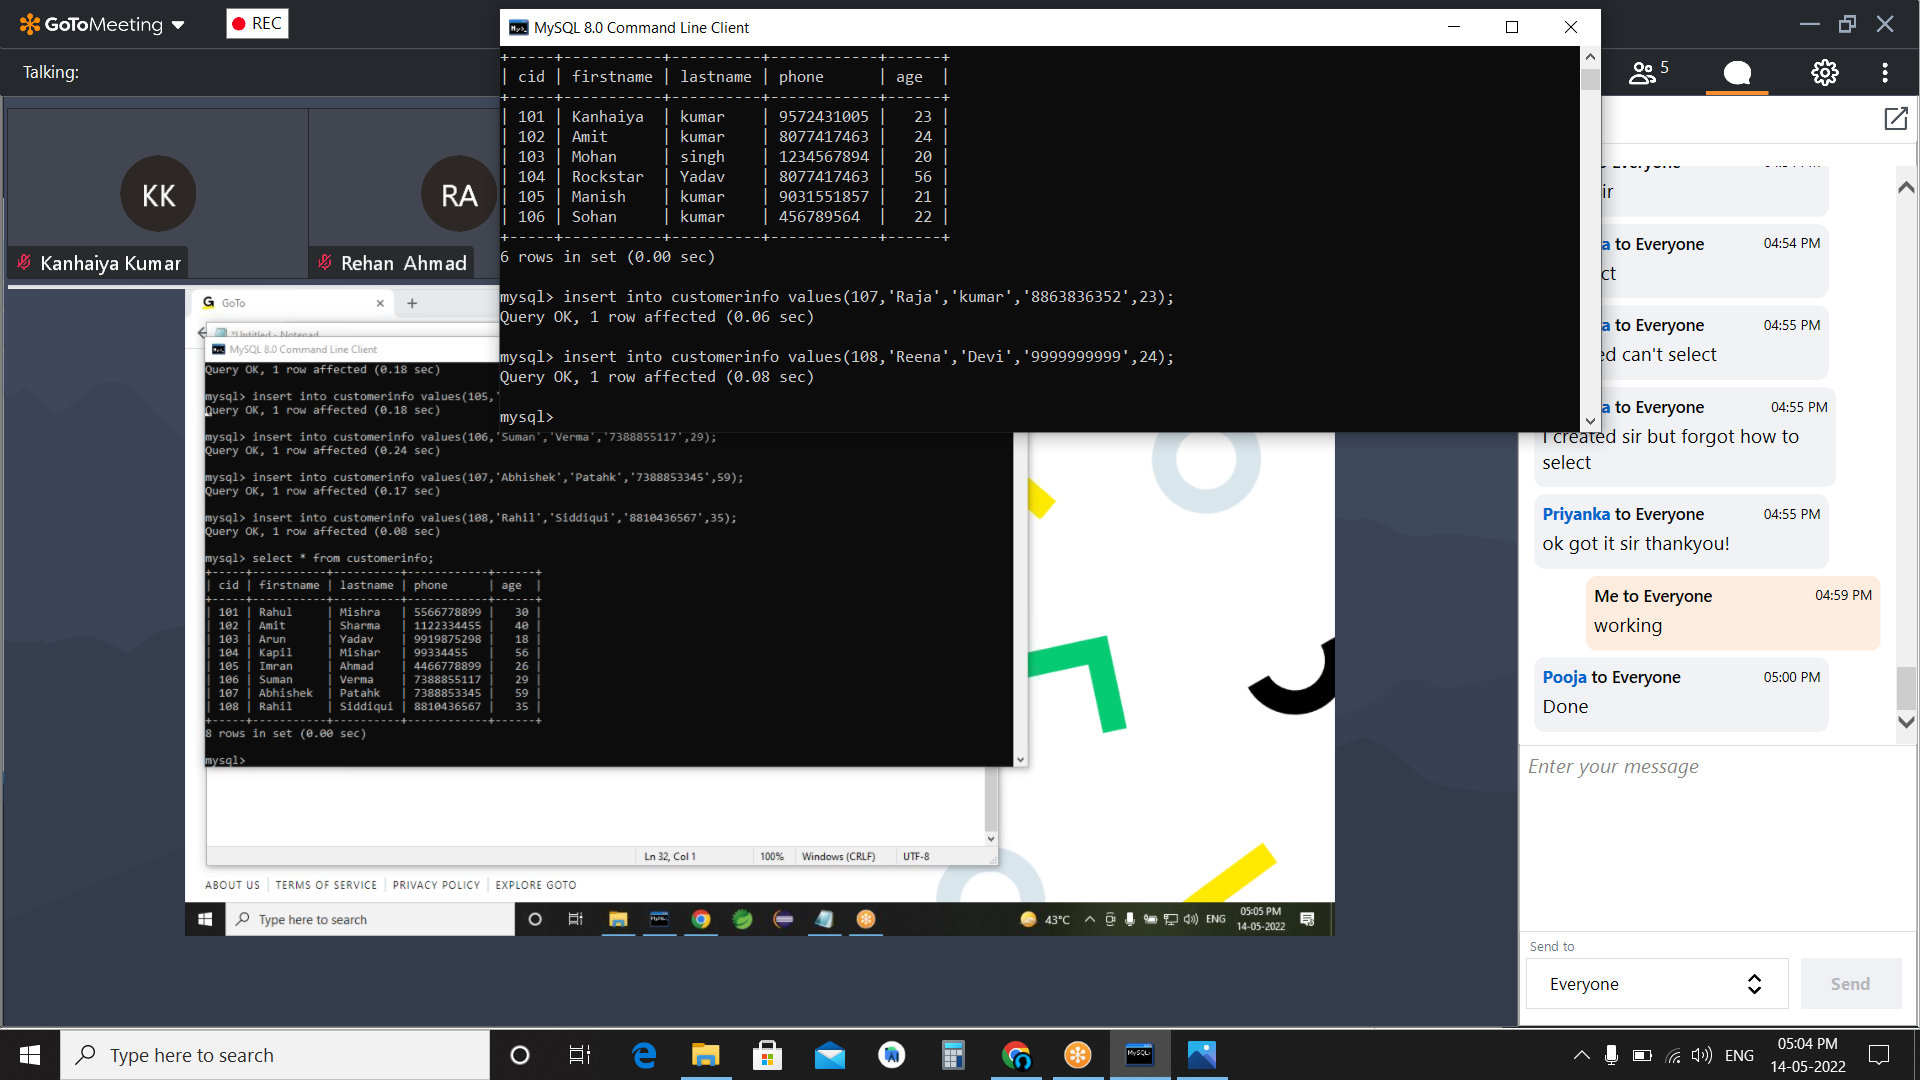 GoToMeeting
REC
Talking:
KK
Kanhaiya Kumar
RA
Rehan Ahmad
MySQL 8.0 Command Line Client
+-----+-----------+----------+------------+------+
| cid | firstname | lastname | phone | age |
+-----+-----------+----------+------------+------+
| 101 | Kanhaiya | kumar | 9572431005 | 23 |
| 102 | Amit | kumar | 8077417463 | 24 |
| 103 | Mohan | singh | 1234567894 | 20 |
| 104 | Rockstar | Yadav | 8077417463 | 56 |
| 105 | Manish | kumar | 9031551857 | 21 |
| 106 | Sohan | kumar | 456789564 | 22 |
+-----+-----------+----------+------------+------+
6 rows in set (0.00 sec)
mysql> insert into customerinfo values(107,'Raja','kumar','8863836352',23);
Query OK, 1 row affected (0.06 sec)
mysql> insert into customerinfo values(108,'Reena','Devi','9999999999',24);
Query OK, 1 row affected (0.08 sec)
mysql>
GoTo
*Untitled - Notepad
MySQL 8.0 Command Line Client
Query OK, 1 row affected (0.18 sec)
mysql> insert into customerinfo values(105,'
Query OK, 1 row affected (0.18 sec)
mysql> insert into customerinfo values(106,'Suman','Verma','7388855117',29);
Query OK, 1 row affected (0.24 sec)
mysql> insert into customerinfo values(107,'Abhishek','Patahk','7388853345',59);
Query OK, 1 row affected (0.17 sec)
mysql> insert into customerinfo values(108,'Rahil','Siddiqui','8810436567',35);
Query OK, 1 row affected (0.08 sec)
mysql> select * from customerinfo;
+-----+-----------+----------+------------+------+
| cid | firstname | lastname | phone | age |
+-----+-----------+----------+------------+------+
| 101 | Rahul | Mishra | 5566778899 | 30 |
| 102 | Amit | Sharma | 1122334455 | 40 |
| 103 | Arun | Yadav | 9919875298 | 18 |
| 104 | Kapil | Mishar | 99334455 | 56 |
| 105 | Imran | Ahmad | 4466778899 | 26 |
| 106 | Suman | Verma | 7388855117 | 29 |
| 107 | Abhishek | Patahk | 7388853345 | 59 |
| 108 | Rahil | Siddiqui | 8810436567 | 35 |
+-----+-----------+----------+------------+------+
8 rows in set (0.00 sec)
mysql>
Ln 32, Col 1 100% Windows (CRLF) UTF-8
ABOUT US TERMS OF SERVICE PRIVACY POLICY EXPLORE GOTO
Type here to search
43°C ENG
05:05 PM
14-05-2022
5
to Everyone
ir
a to Everyone 04:54 PM
ct
a to Everyone 04:55 PM
ed can't select
a to Everyone 04:55 PM
I created sir but forgot how to
select
Priyanka to Everyone 04:55 PM
ok got it sir thankyou!
Me to Everyone 04:59 PM
working
Pooja to Everyone 05:00 PM
Done
Enter your message
Send to
Everyone
Send
Type here to search
ENG
05:04 PM
14-05-2022